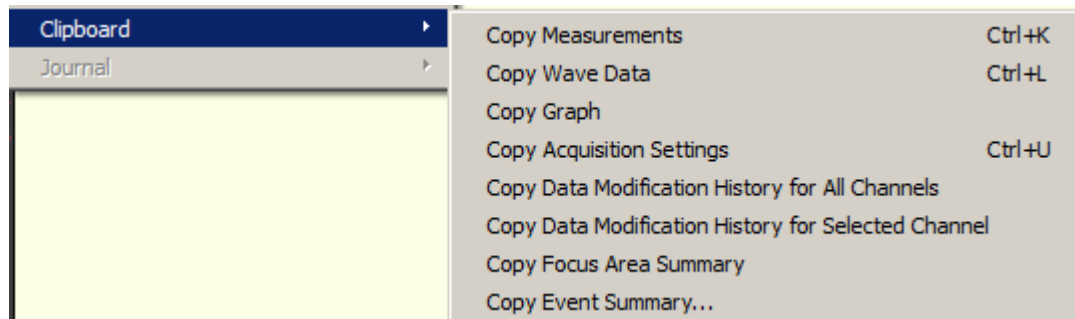 Clipboard
Journal
Copy Measurements Ctrl+K
Copy Wave Data Ctrl+L
Copy Graph
Copy Acquisition Settings Ctrl+U
Copy Data Modification History for All Channels
Copy Data Modification History for Selected Channel
Copy Focus Area Summary
Copy Event Summary...